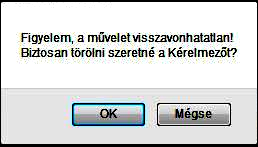 Figyelem, a művelet visszavonhatatlan!
Biztosan törölni szeretné a Kérelmezőt?
OK
Mégse